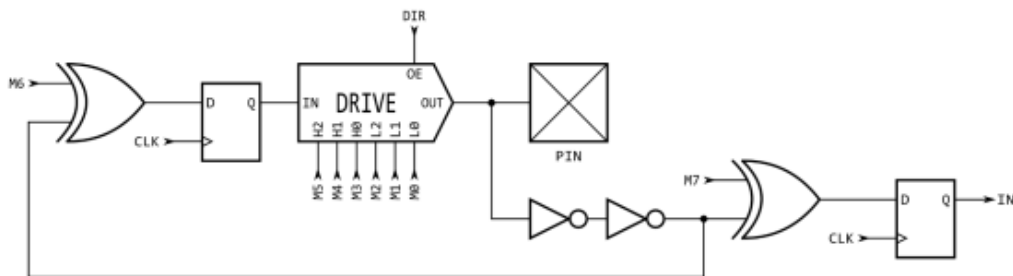 DIR
M6
D Q
CLK
OE
IN DRIVE OUT
H2 H1 H0 L2 L1 L0
M5 M4 M3 M2 M1 M0
PIN
M7
D Q
IN
CLK